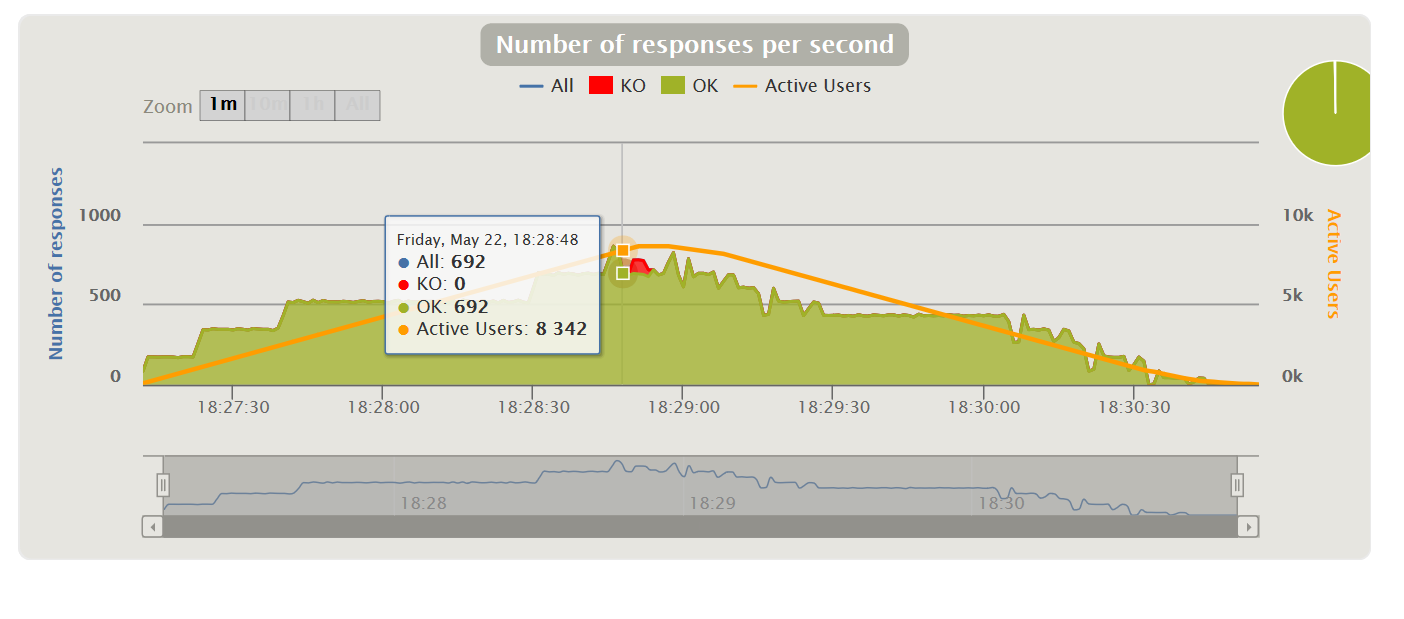 Number of responses per second
All KO OK Active Users
Zoom 1m 10m 1h All
Number of responses
1000
500
0
10k
5k
0k
Active Users
Friday, May 22, 18:28:48
All: 692
KO: 0
OK: 692
Active Users: 8 342
18:27:30 18:28:00 18:28:30 18:29:00 18:29:30 18:30:00 18:30:30
18:28 18:29 18:30